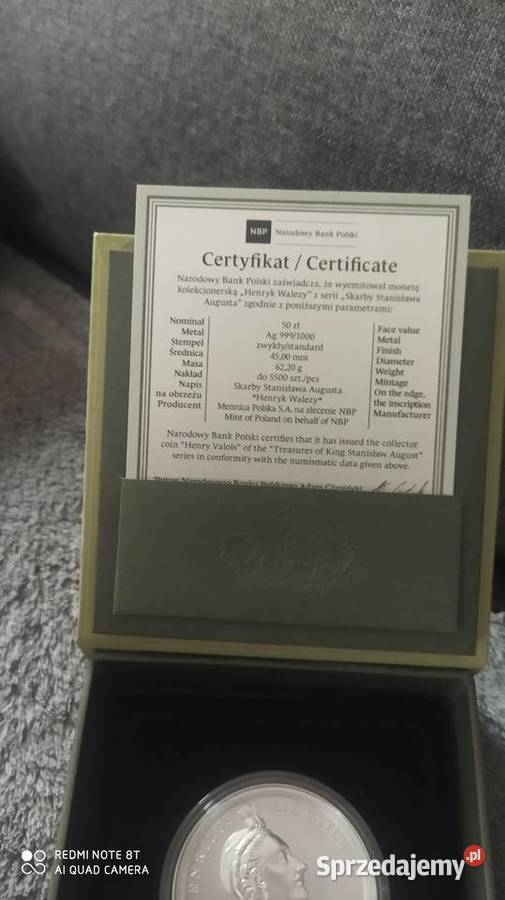 NBP Narodowy Bank Polski
Certyfikat / Certificate
Narodowy Bank Polski zaświadcza, że wyemitował monetę
kolekcjonerską „Henryk Walezy” z serii „Skarby Stanisława
Augusta” zgodnie z poniższymi parametrami:
Nominał 50 zł Face value
Metal Ag 999/1000 Metal
Stempel zwykły/standard Finish
Średnica 45,00 mm Diameter
Masa 62,20 g Weight
Nakład do 5500 szt./pcs Mintage
Napis Skarby Stanisława Augusta On the edge,
na obrzeżu *Henryk Walezy* the inscription
Producent Mennica Polska S.A. na zlecenie NBP Manufacturer
Mint of Poland on behalf of NBP
Narodowy Bank Polski certifies that it has issued the collector
coin "Henry Valois" of the "Treasures of King Stanisław August"
series in conformity with the numismatic data given above.
Prezes Narodowego Banku Polskiego Adam Glapiński
REDMI NOTE 8T
AI QUAD CAMERA
Sprzedajemy.pl